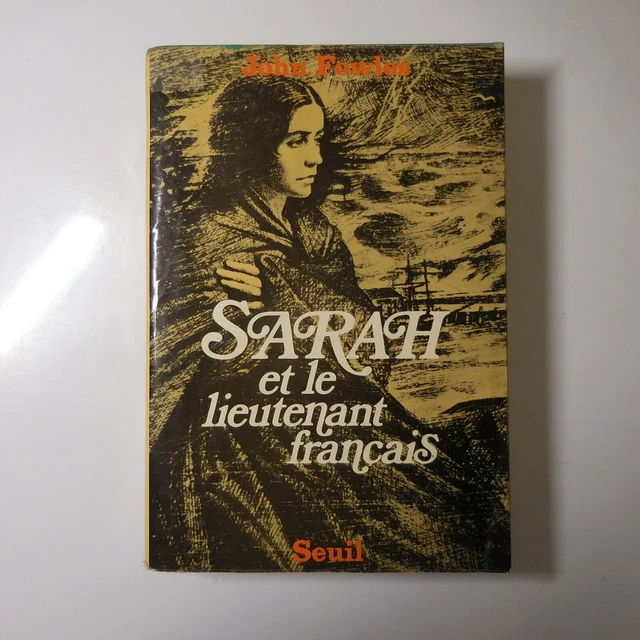 John Fowles
SARAH
et le
lieutenant
français
Seuil